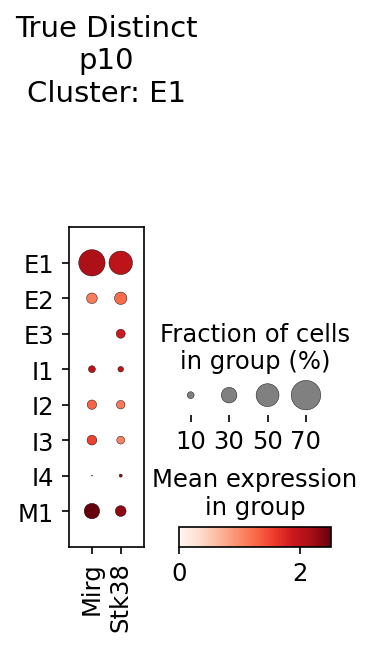 True Distinct
p10
Cluster: E1
E1
E2
E3
I1
I2
I3
I4
M1
Mirg
Stk38
Fraction of cells
in group (%)
10 30 50 70
Mean expression
in group
0 2